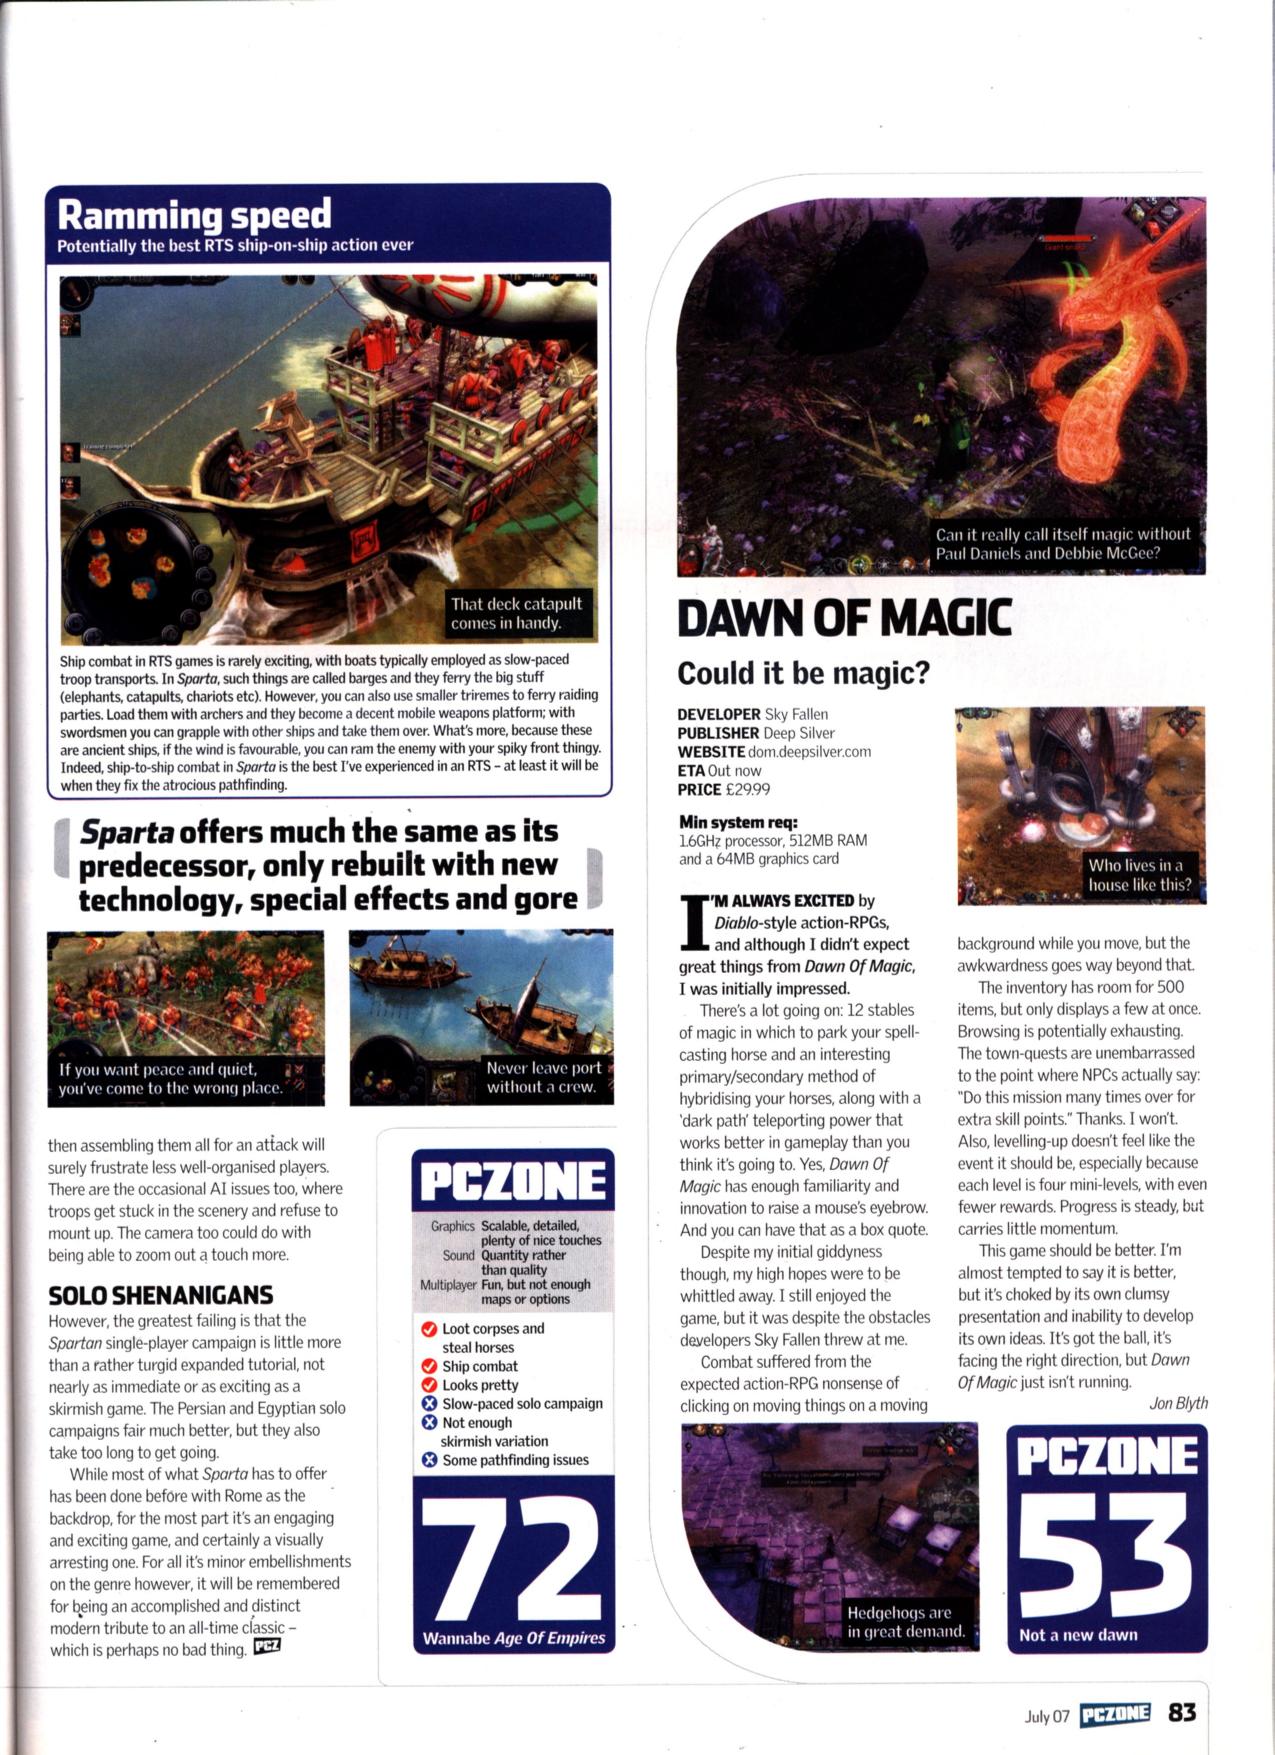 Ramming speed
Potentially the best RTS ship-on-ship action ever
That deck catapult
comes in handy.
Ship combat in RTS games is rarely exciting, with boats typically employed as slow-paced
troop transports. In Sparta, such things are called barges and they ferry the big stuff
(elephants, catapults, chariots etc). However, you can also use smaller triremes to ferry raiding
parties. Load them with archers and they become a decent mobile weapons platform; with
swordsmen you can grapple with other ships and take them over. What's more, because these
are ancient ships, if the wind is favourable, you can ram the enemy with your spiky front thingy.
Indeed, ship-to-ship combat in Sparta is the best I've experienced in an RTS – at least it will be
when they fix the atrocious pathfinding.
Sparta offers much the same as its
predecessor, only rebuilt with new
technology, special effects and gore
If you want peace and quiet,
you've come to the wrong place.
Never leave port
without a crew.
then assembling them all for an attack will
surely frustrate less well-organised players.
There are the occasional AI issues too, where
troops get stuck in the scenery and refuse to
mount up. The camera too could do with
being able to zoom out a touch more.
SOLO SHENANIGANS
However, the greatest failing is that the
Spartan single-player campaign is little more
than a rather turgid expanded tutorial, not
nearly as immediate or as exciting as a
skirmish game. The Persian and Egyptian solo
campaigns fair much better, but they also
take too long to get going.
While most of what Sparta has to offer
has been done before with Rome as the
backdrop, for the most part it's an engaging
and exciting game, and certainly a visually
arresting one. For all it's minor embellishments
on the genre however, it will be remembered
for being an accomplished and distinct
modern tribute to an all-time classic –
which is perhaps no bad thing. PCZ
PCZONE
Graphics Scalable, detailed,
plenty of nice touches
Sound Quantity rather
than quality
Multiplayer Fun, but not enough
maps or options
Loot corpses and
steal horses
Ship combat
Looks pretty
Slow-paced solo campaign
Not enough
skirmish variation
Some pathfinding issues
72
Wannabe Age Of Empires
Can it really call itself magic without
Paul Daniels and Debbie McGee?
DAWN OF MAGIC
Could it be magic?
DEVELOPER Sky Fallen
PUBLISHER Deep Silver
WEBSITE dom.deepsilver.com
ETA Out now
PRICE £29.99
Min system req:
1.6GHz processor, 512MB RAM
and a 64MB graphics card
I'M ALWAYS EXCITED by
Diablo-style action-RPGs,
and although I didn't expect
great things from Dawn Of Magic,
I was initially impressed.
There's a lot going on: 12 stables
of magic in which to park your spell-
casting horse and an interesting
primary/secondary method of
hybridising your horses, along with a
'dark path' teleporting power that
works better in gameplay than you
think it's going to. Yes, Dawn Of
Magic has enough familiarity and
innovation to raise a mouse's eyebrow.
And you can have that as a box quote.
Despite my initial giddyness
though, my high hopes were to be
whittled away. I still enjoyed the
game, but it was despite the obstacles
developers Sky Fallen threw at me.
Combat suffered from the
expected action-RPG nonsense of
clicking on moving things on a moving
Who lives in a
house like this?
background while you move, but the
awkwardness goes way beyond that.
The inventory has room for 500
items, but only displays a few at once.
Browsing is potentially exhausting.
The town-quests are unembarrassed
to the point where NPCs actually say:
"Do this mission many times over for
extra skill points." Thanks. I won't.
Also, levelling-up doesn't feel like the
event it should be, especially because
each level is four mini-levels, with even
fewer rewards. Progress is steady, but
carries little momentum.
This game should be better. I'm
almost tempted to say it is better,
but it's choked by its own clumsy
presentation and inability to develop
its own ideas. It's got the ball, it's
facing the right direction, but Dawn
Of Magic just isn't running.
Jon Blyth
Hedgehogs are
in great demand.
PCZONE
53
Not a new dawn
July 07 PCZONE 83